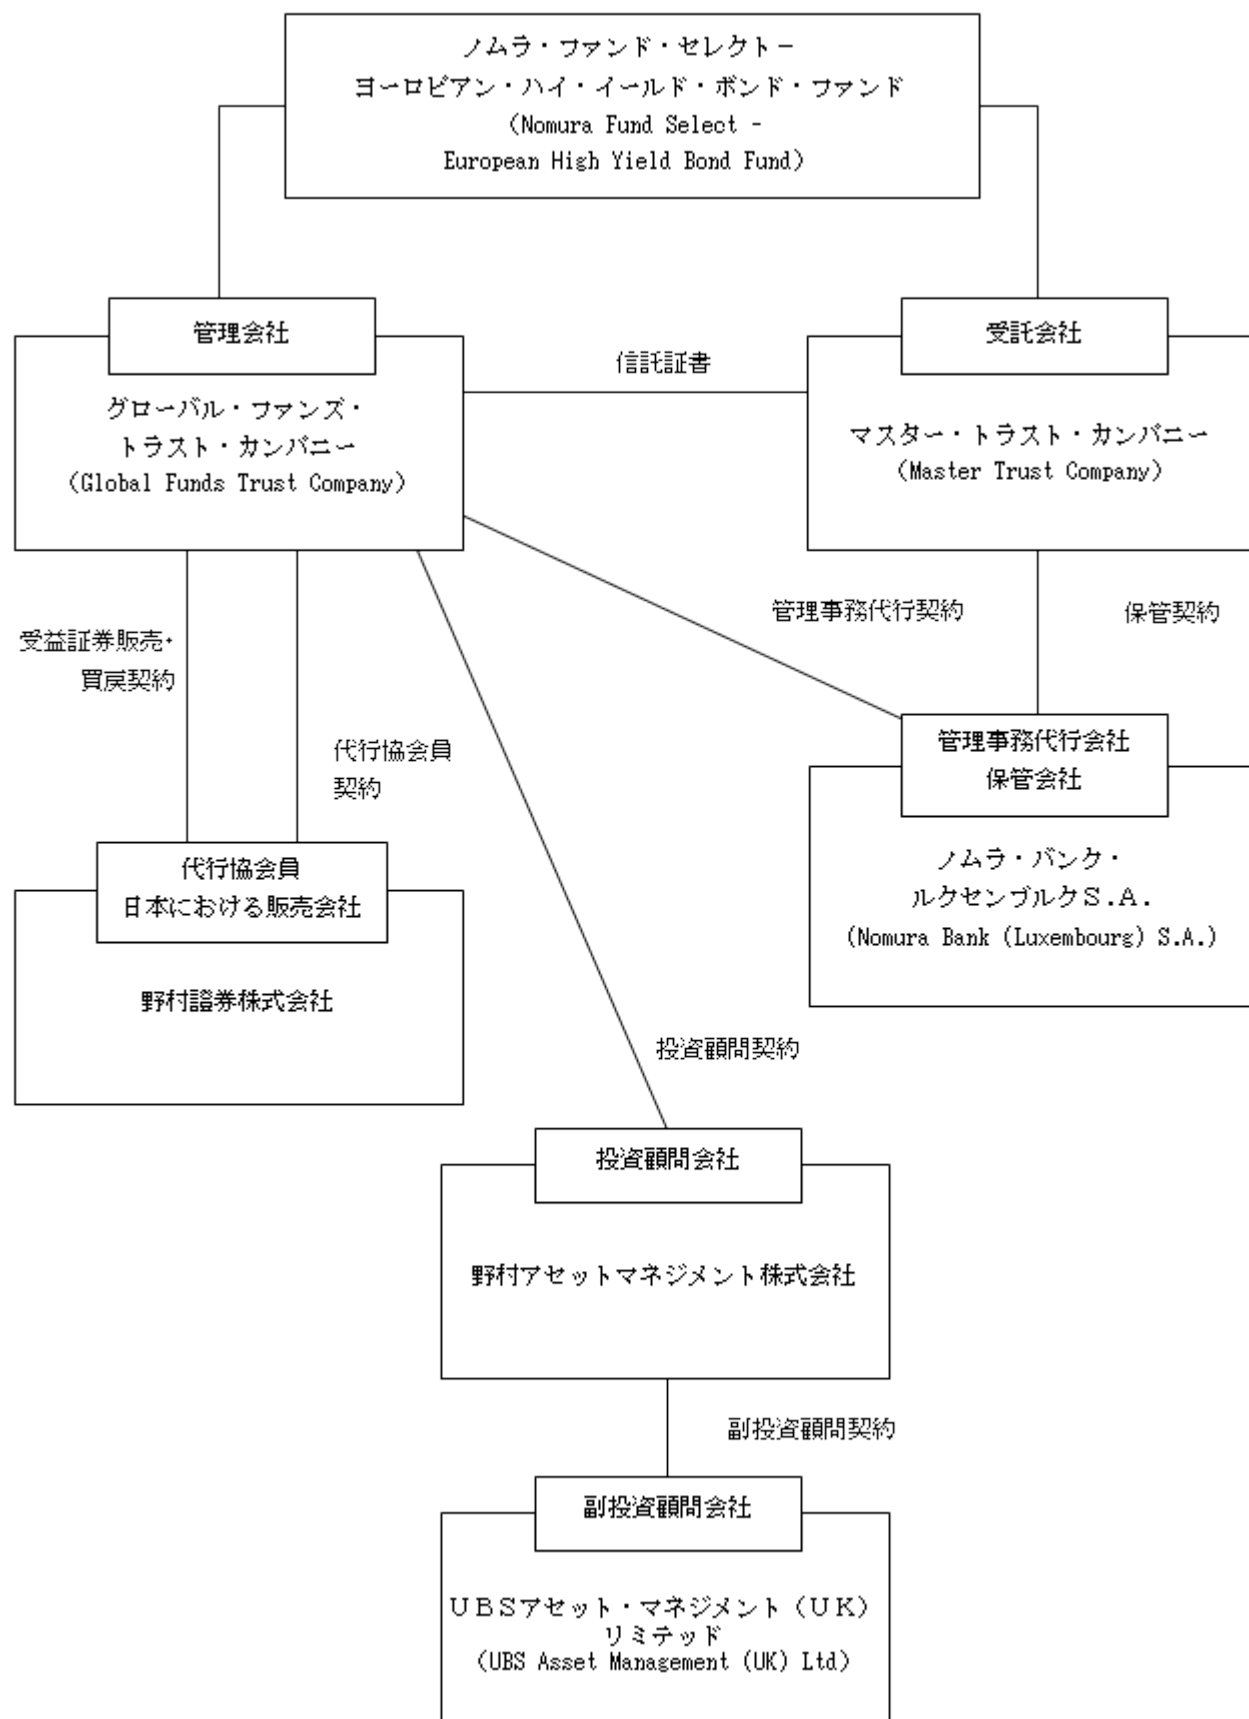 ノムラ・ファンド・セレクト－
ヨーロピアン・ハイ・イールド・ボンド・ファンド
（Nomura Fund Select -
European High Yield Bond Fund）
管理会社
受託会社
信託証書
グローバル・ファンズ・
トラスト・カンパニー
（Global Funds Trust Company）
マスター・トラスト・カンパニー
（Master Trust Company）
管理事務代行契約
保管契約
受益証券販売・
買戻契約
代行協会員
契約
管理事務代行会社
保管会社
ノムラ・バンク・
ルクセンブルクＳ.Ａ.
(Nomura Bank (Luxembourg) S.A.)
代行協会員
日本における販売会社
野村證券株式会社
投資顧問契約
投資顧問会社
野村アセットマネジメント株式会社
副投資顧問契約
副投資顧問会社
ＵＢＳアセット・マネジメント（ＵＫ）
リミテッド
（UBS Asset Management (UK) Ltd）